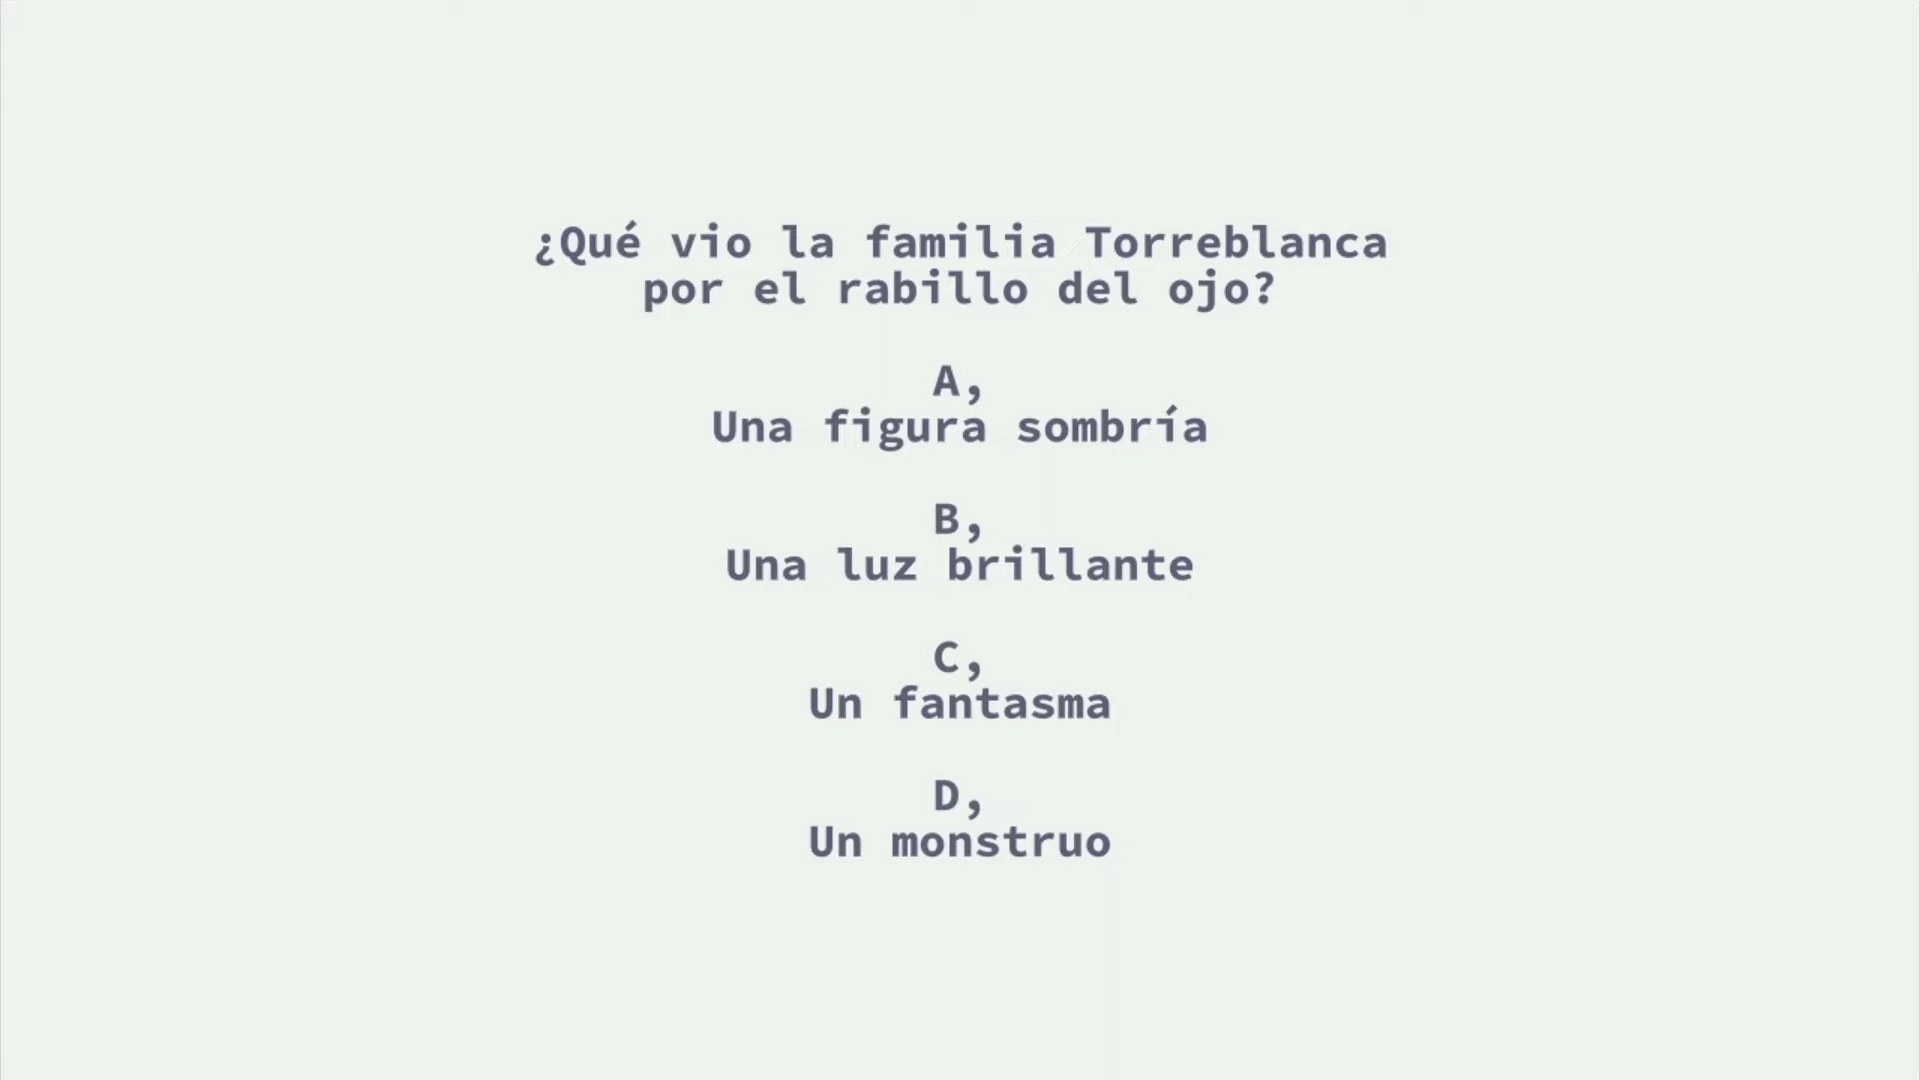 ¿Qué vio la familia Torreblanca
por el rabillo del ojo?
A,
Una figura sombría
B,
Una luz brillante
C,
Un fantasma
D,
Un monstruo